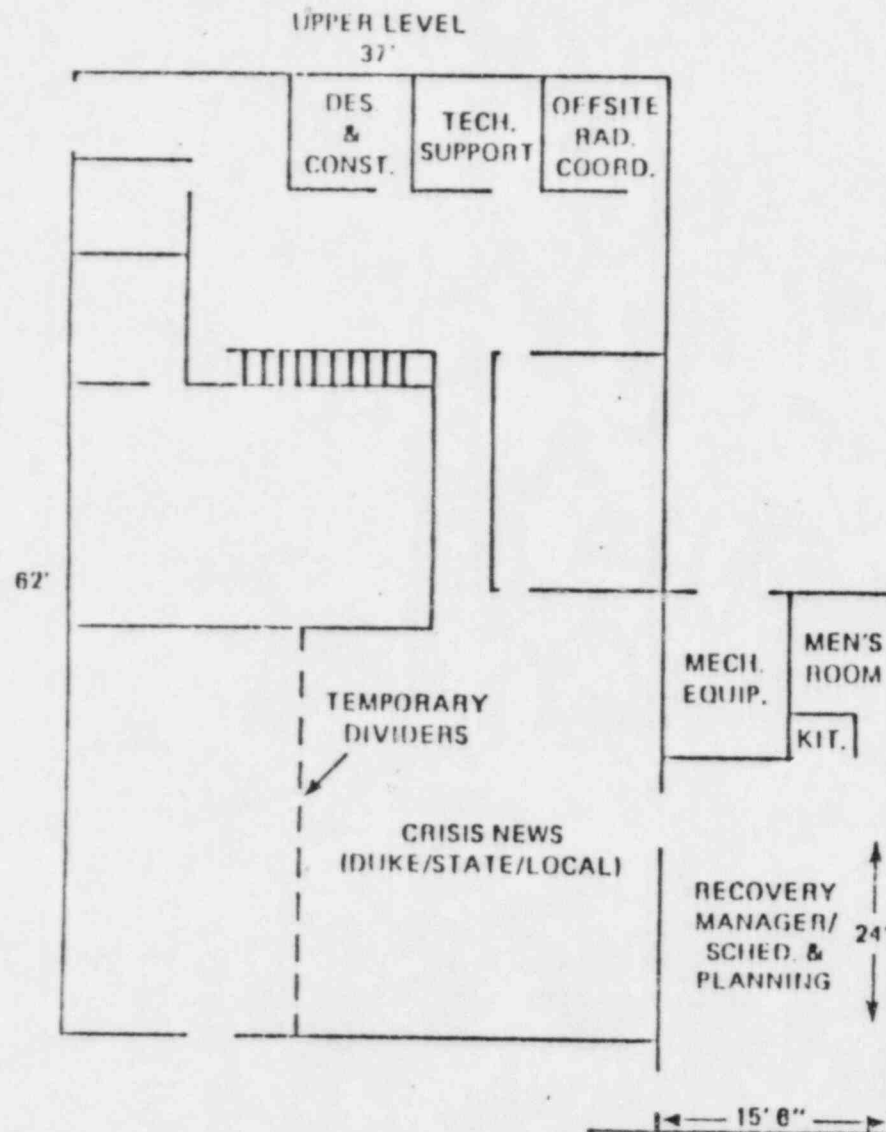 UPPER LEVEL
37'
DES
&
CONST.
TECH.
SUPPORT
OFFSITE
RAD.
COORD.
62'
TEMPORARY
DIVIDERS
MECH.
EQUIP.
MEN'S
ROOM
KIT.
CRISIS NEWS
(DUKE/STATE/LOCAL)
RECOVERY
MANAGER/
SCHED. &
PLANNING
24'
15' 6"